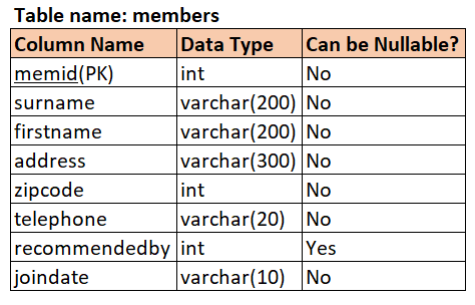 Table name: members
Column Name Data Type Can be Nullable?
memid(PK) int No
surname varchar(200) No
firstname varchar(200) No
address varchar(300) No
zipcode int No
telephone varchar(20) No
recommendedby int Yes
joindate varchar(10) No